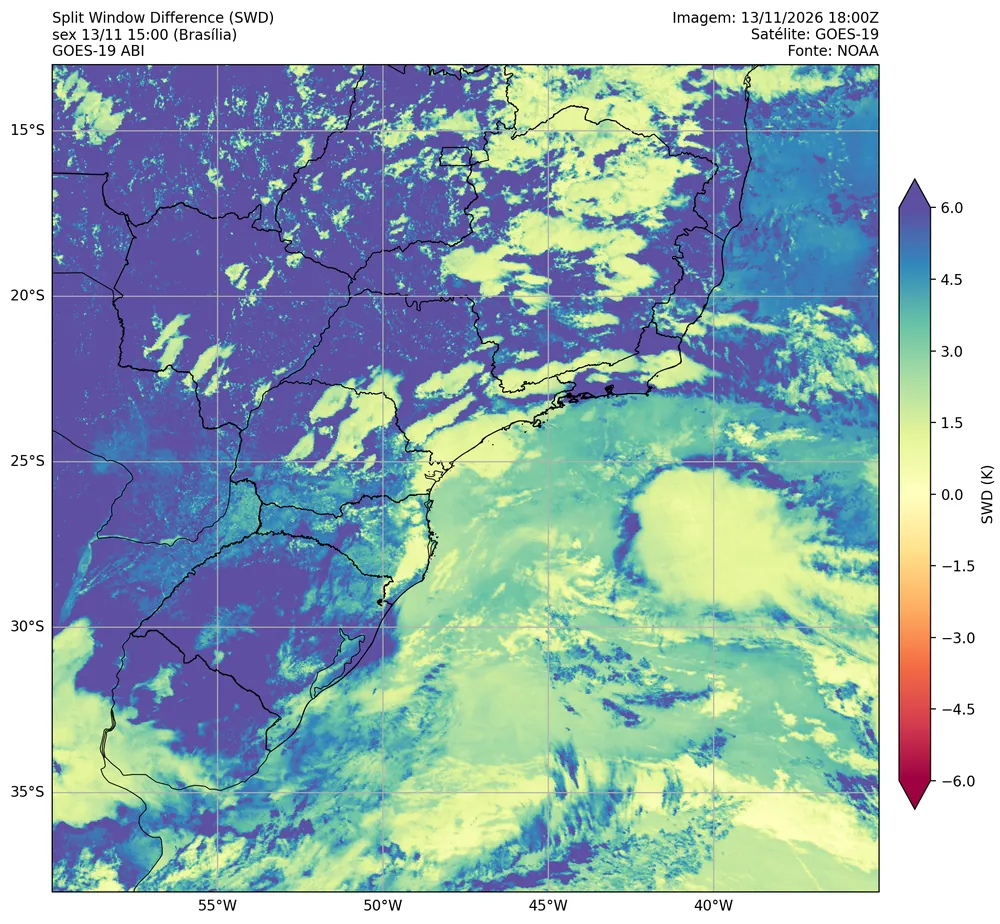 Split Window Difference (SWD)
sex 13/11 15:00 (Brasília)
GOES-19 ABI
Imagem: 13/11/2026 18:00Z
Satélite: GOES-19
Fonte: NOAA
15°S
20°S
25°S
30°S
35°S
55°W
50°W
45°W
40°W
6.0
4.5
3.0
1.5
0.0
−1.5
−3.0
−4.5
−6.0
SWD (K)